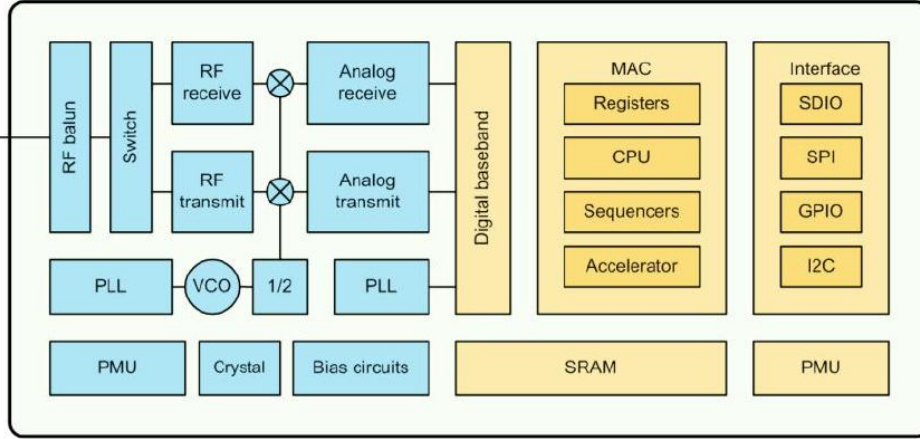 RF balun
Switch
RF
receive
RF
transmit
Analog
receive
Analog
transmit
PLL
VCO
1/2
PLL
Digital baseband
MAC
Registers
CPU
Sequencers
Accelerator
Interface
SDIO
SPI
GPIO
I2C
PMU
Crystal
Bias circuits
SRAM
PMU